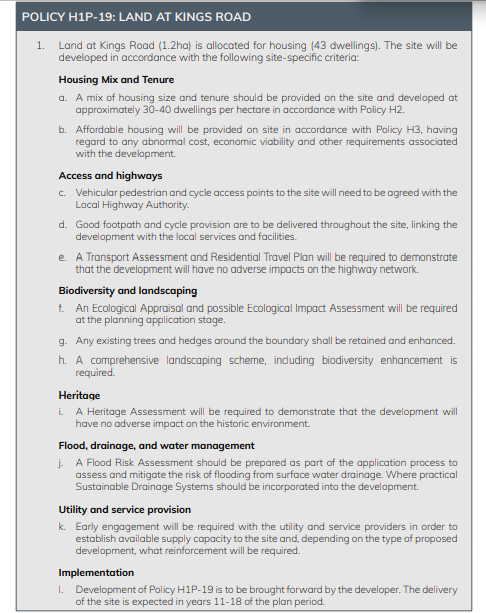 POLICY H1P-19: LAND AT KINGS ROAD
1. Land at Kings Road (1.2ha) is allocated for housing (43 dwellings). The site will be
developed in accordance with the following site-specific criteria:
Housing Mix and Tenure
a. A mix of housing size and tenure should be provided on the site and developed at
approximately 30-40 dwellings per hectare in accordance with Policy H2.
b. Affordable housing will be provided on site in accordance with Policy H3, having
regard to any abnormal cost, economic viability and other requirements associated
with the development.
Access and highways
c. Vehicular pedestrian and cycle access points to the site will need to be agreed with the
Local Highway Authority.
d. Good footpath and cycle provision are to be delivered throughout the site, linking the
development with the local services and facilities.
e. A Transport Assessment and Residential Travel Plan will be required to demonstrate
that the development will have no adverse impacts on the highway network.
Biodiversity and landscaping
f. An Ecological Appraisal and possible Ecological Impact Assessment will be required
at the planning application stage.
g. Any existing trees and hedges around the boundary shall be retained and enhanced.
h. A comprehensive landscaping scheme, including biodiversity enhancement is
required.
Heritage
i. A Heritage Assessment will be required to demonstrate that the development will
have no adverse impact on the historic environment.
Flood, drainage, and water management
j. A Flood Risk Assessment should be prepared as part of the application process to
assess and mitigate the risk of flooding from surface water drainage. Where practical
Sustainable Drainage Systems should be incorporated into the development.
Utility and service provision
k. Early engagement will be required with the utility and service providers in order to
establish available supply capacity to the site and, depending on the type of proposed
development, what reinforcement will be required.
Implementation
l. Development of Policy H1P-19 is to be brought forward by the developer. The delivery
of the site is expected in years 11-18 of the plan period.